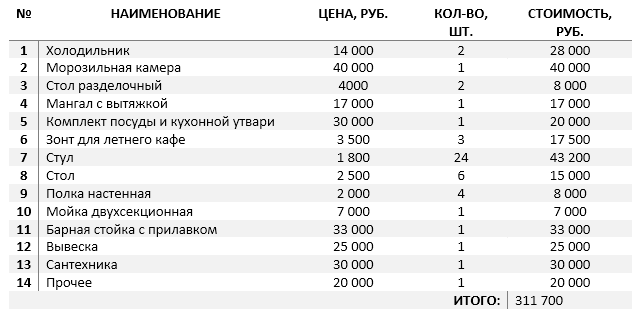 № НАИМЕНОВАНИЕ ЦЕНА, РУБ. КОЛ-ВО, СТОИМОСТЬ,
ШТ. РУБ.
1 Холодильник 14 000 2 28 000
2 Морозильная камера 40 000 1 40 000
3 Стол разделочный 4000 2 8 000
4 Мангал с вытяжкой 17 000 1 17 000
5 Комплект посуды и кухонной утвари 30 000 1 20 000
6 Зонт для летнего кафе 3 500 3 17 500
7 Стул 1 800 24 43 200
8 Стол 2 500 6 15 000
9 Полка настенная 2 000 4 8 000
10 Мойка двухсекционная 7 000 1 7 000
11 Барная стойка с прилавком 33 000 1 33 000
12 Вывеска 25 000 1 25 000
13 Сантехника 30 000 1 30 000
14 Прочее 20 000 1 20 000
ИТОГО: 311 700